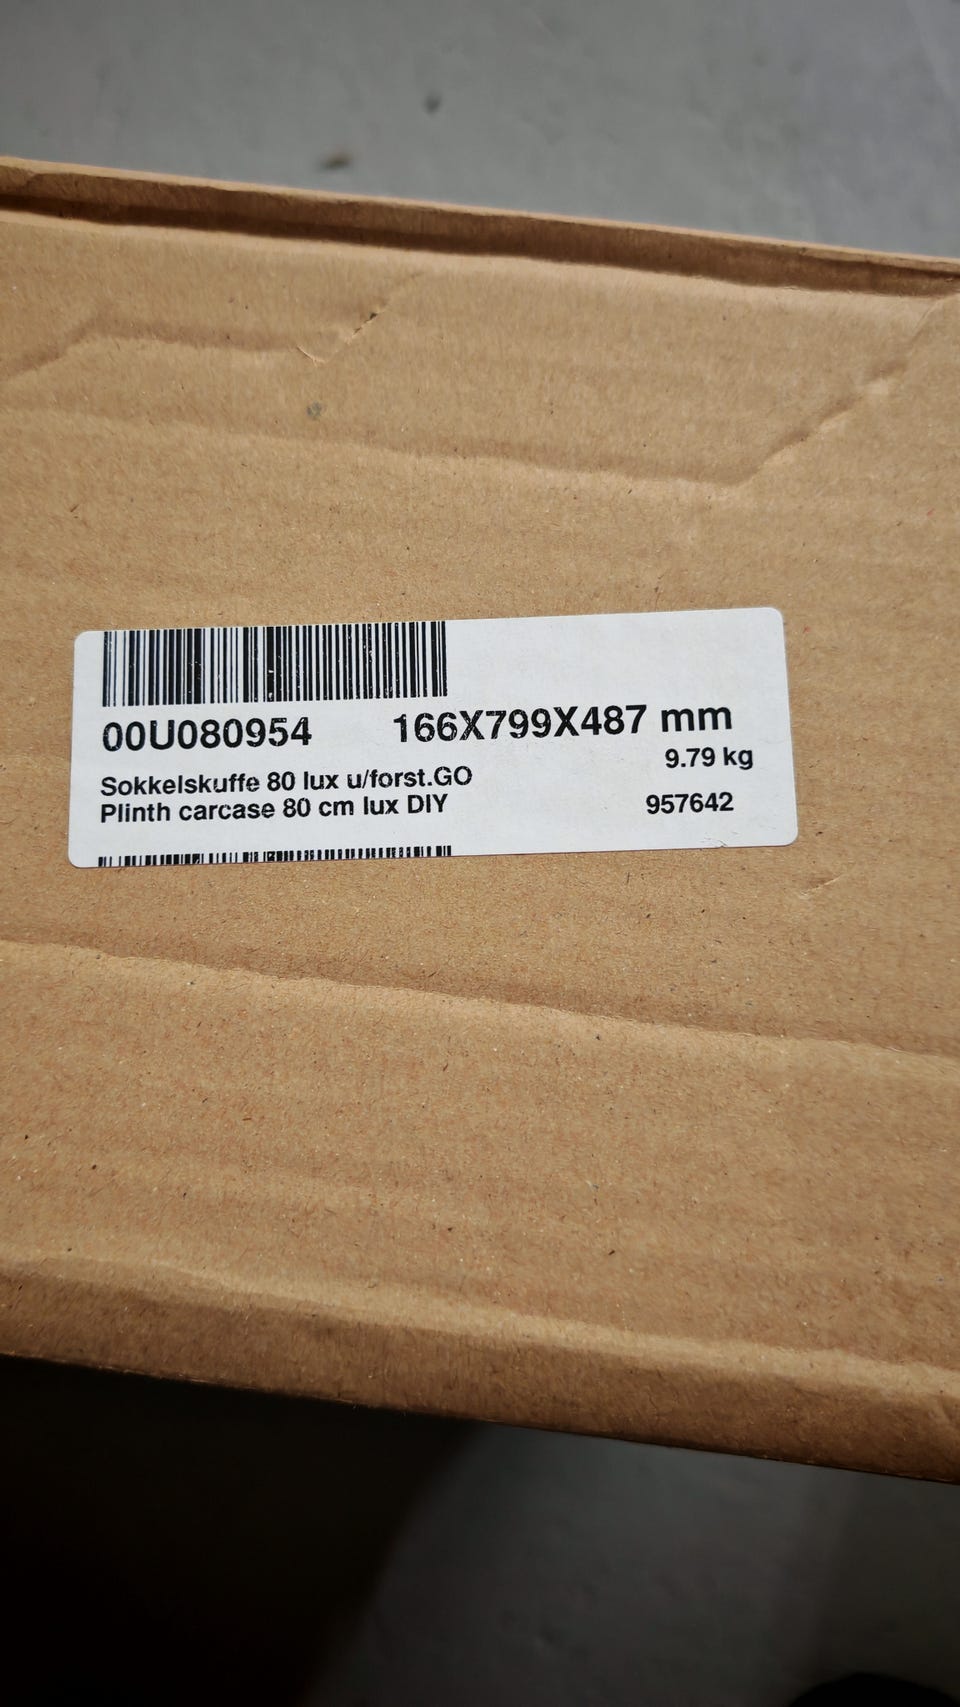 00U080954 166X799X487 mm
9.79 kg
Sokkelskuffe 80 lux u/forst.GO
Plinth carcase 80 cm lux DIY 957642